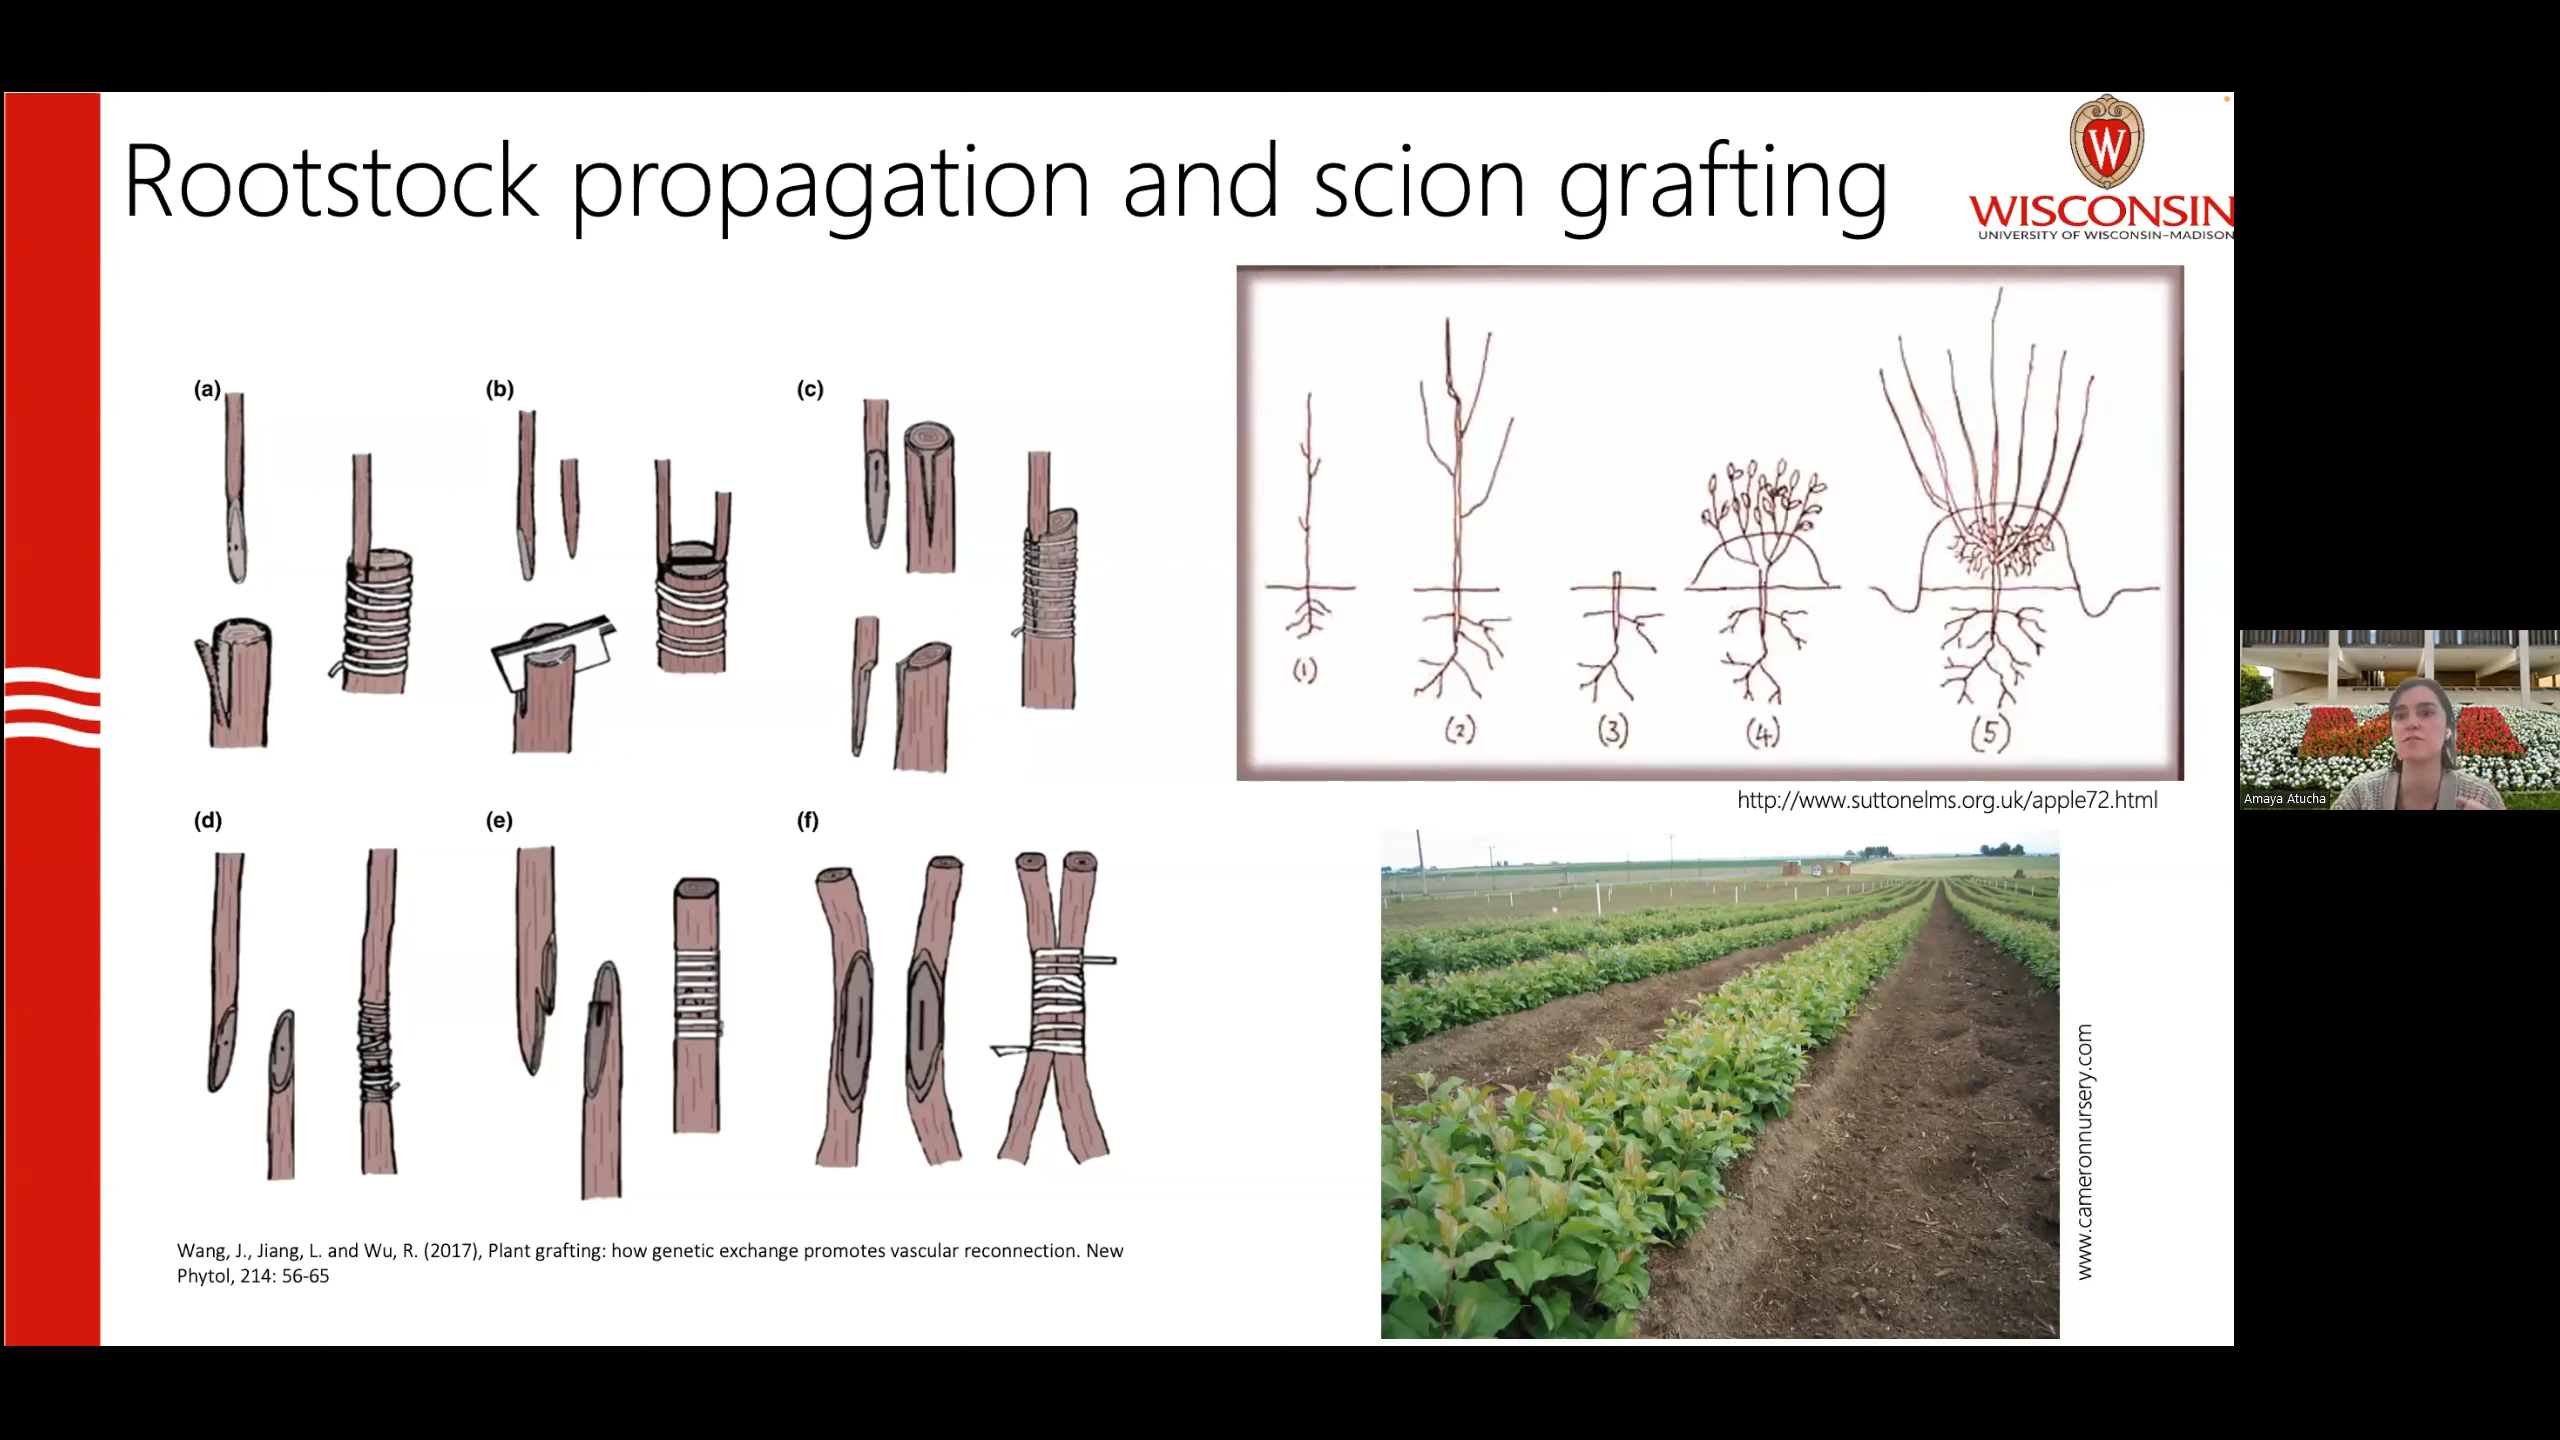 Rootstock propagation and scion grafting
W
WISCONSIN
UNIVERSITY OF WISCONSIN-MADISON
(a)
(b)
(c)
(d)
(e)
(f)
Wang, J., Jiang, L. and Wu, R. (2017), Plant grafting: how genetic exchange promotes vascular reconnection. New
Phytol, 214: 56-65
(1)
(2)
(3)
(4)
(5)
http://www.suttonelms.org.uk/apple72.html
www.cameronnursery.com
Amaya Atucha